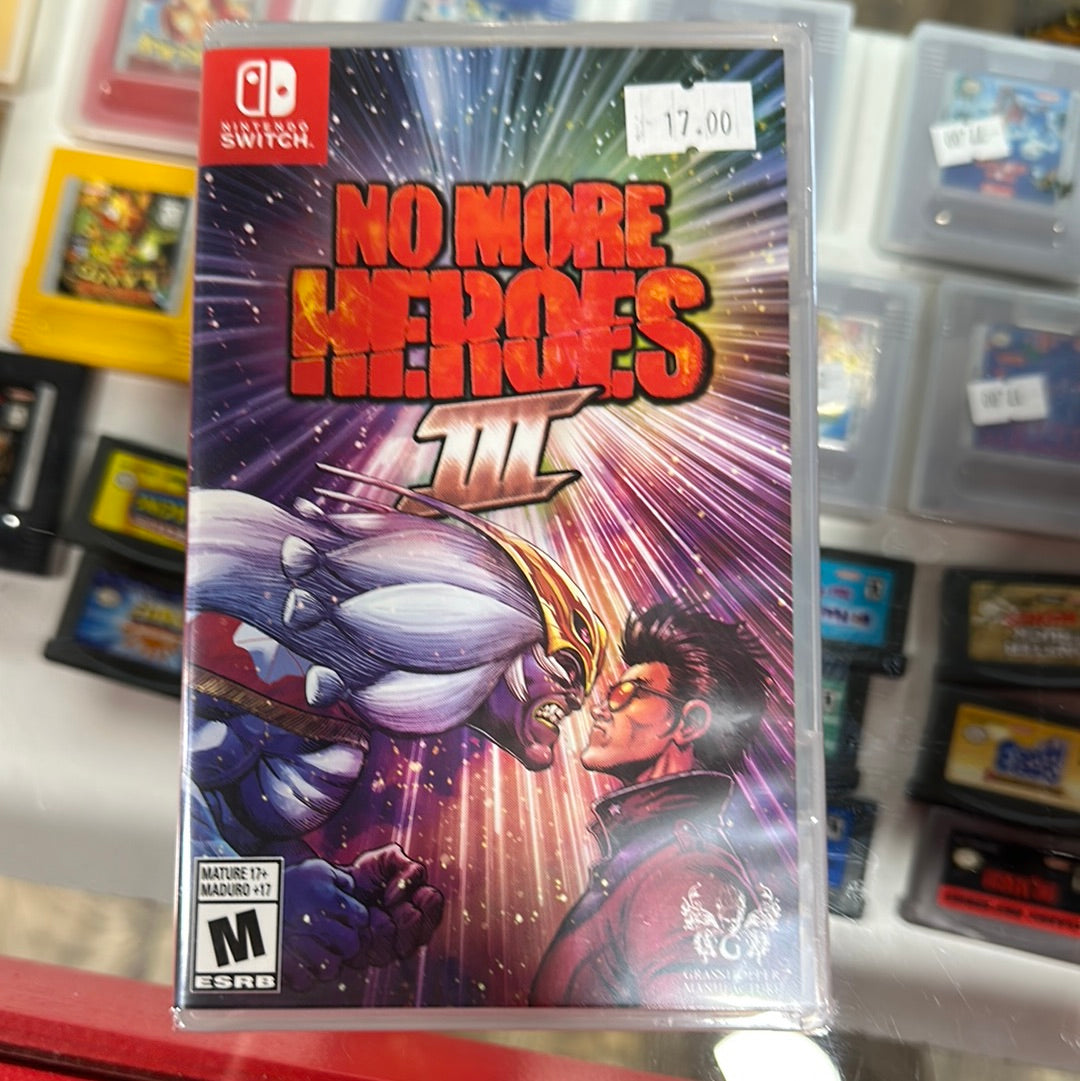 NINTENDO
SWITCH
17.00
NO MORE
HEROES
III
MATURE 17+
MADURO +17
M
ESRB
G
GRASSHOPPER
MANUFACTURE